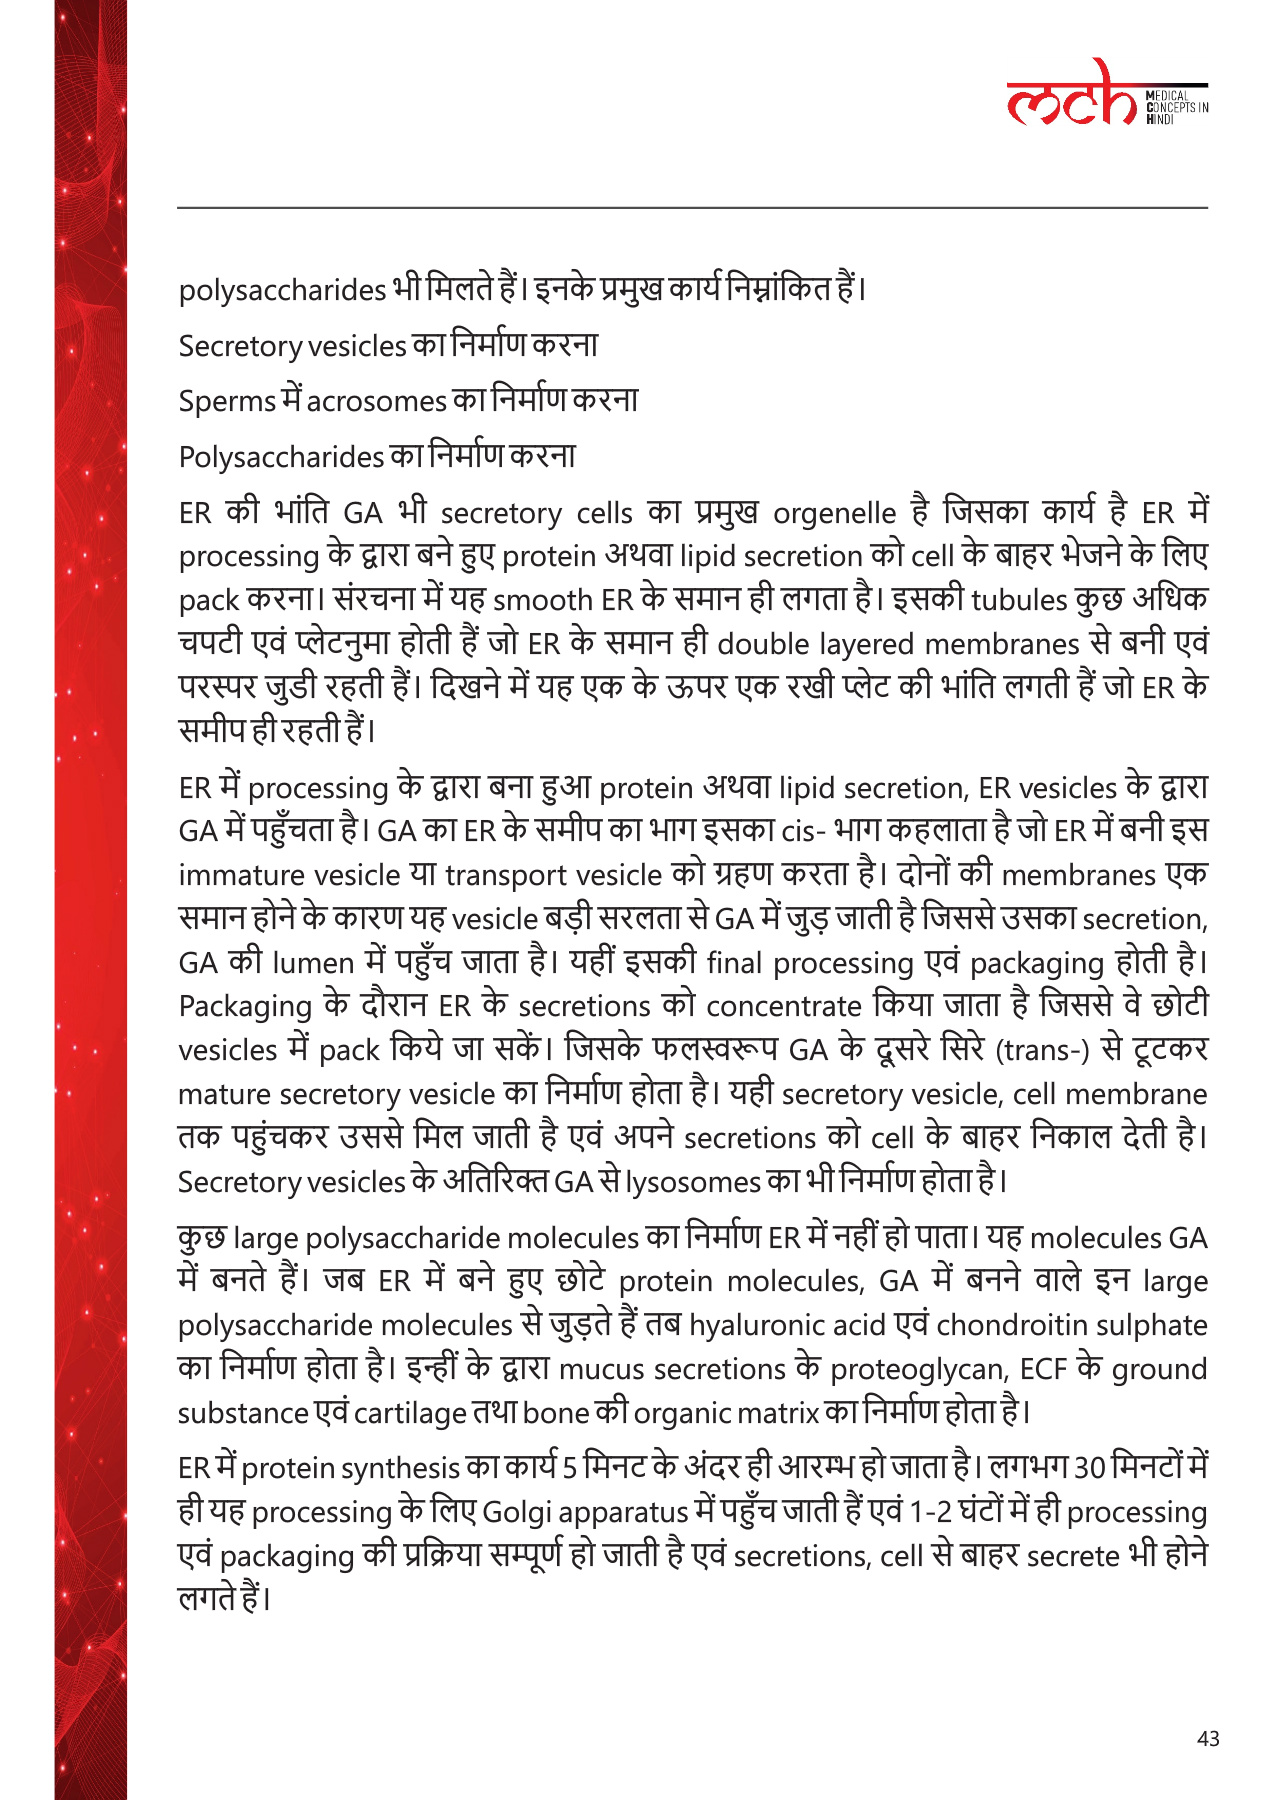 mch
MEDICAL
CONCEPTS IN
HINDI
polysaccharides भी मिलते हैं। इनके प्रमुख कार्य निम्नांकित हैं।
Secretory vesicles का निर्माण करना
Sperms में acrosomes का निर्माण करना
Polysaccharides का निर्माण करना
ER की भांति GA भी secretory cells का प्रमुख orgenelle है जिसका कार्य है ER में
processing के द्वारा बने हुए protein अथवा lipid secretion को cell के बाहर भेजने के लिए
pack करना। संरचना में यह smooth ER के समान ही लगता है। इसकी tubules कुछ अधिक
चपटी एवं प्लेटनुमा होती हैं जो ER के समान ही double layered membranes से बनी एवं
परस्पर जुडी रहती हैं। दिखने में यह एक के ऊपर एक रखी प्लेट की भांति लगती हैं जो ER के
समीप ही रहती हैं।
ER में processing के द्वारा बना हुआ protein अथवा lipid secretion, ER vesicles के द्वारा
GA में पहुँचता है। GA का ER के समीप का भाग इसका cis- भाग कहलाता है जो ER में बनी इस
immature vesicle या transport vesicle को ग्रहण करता है। दोनों की membranes एक
समान होने के कारण यह vesicle बड़ी सरलता से GA में जुड़ जाती है जिससे उसका secretion,
GA की lumen में पहुँच जाता है। यहीं इसकी final processing एवं packaging होती है।
Packaging के दौरान ER के secretions को concentrate किया जाता है जिससे वे छोटी
vesicles में pack किये जा सकें। जिसके फलस्वरूप GA के दूसरे सिरे (trans-) से टूटकर
mature secretory vesicle का निर्माण होता है। यही secretory vesicle, cell membrane
तक पहुंचकर उससे मिल जाती है एवं अपने secretions को cell के बाहर निकाल देती है।
Secretory vesicles के अतिरिक्त GA से lysosomes का भी निर्माण होता है।
कुछ large polysaccharide molecules का निर्माण ER में नहीं हो पाता। यह molecules GA
में बनते हैं। जब ER में बने हुए छोटे protein molecules, GA में बनने वाले इन large
polysaccharide molecules से जुड़ते हैं तब hyaluronic acid एवं chondroitin sulphate
का निर्माण होता है। इन्हीं के द्वारा mucus secretions के proteoglycan, ECF के ground
substance एवं cartilage तथा bone की organic matrix का निर्माण होता है।
ER में protein synthesis का कार्य 5 मिनट के अंदर ही आरम्भ हो जाता है। लगभग 30 मिनटों में
ही यह processing के लिए Golgi apparatus में पहुँच जाती हैं एवं 1-2 घंटों में ही processing
एवं packaging की प्रक्रिया सम्पूर्ण हो जाती है एवं secretions, cell से बाहर secrete भी होने
लगते हैं।
43